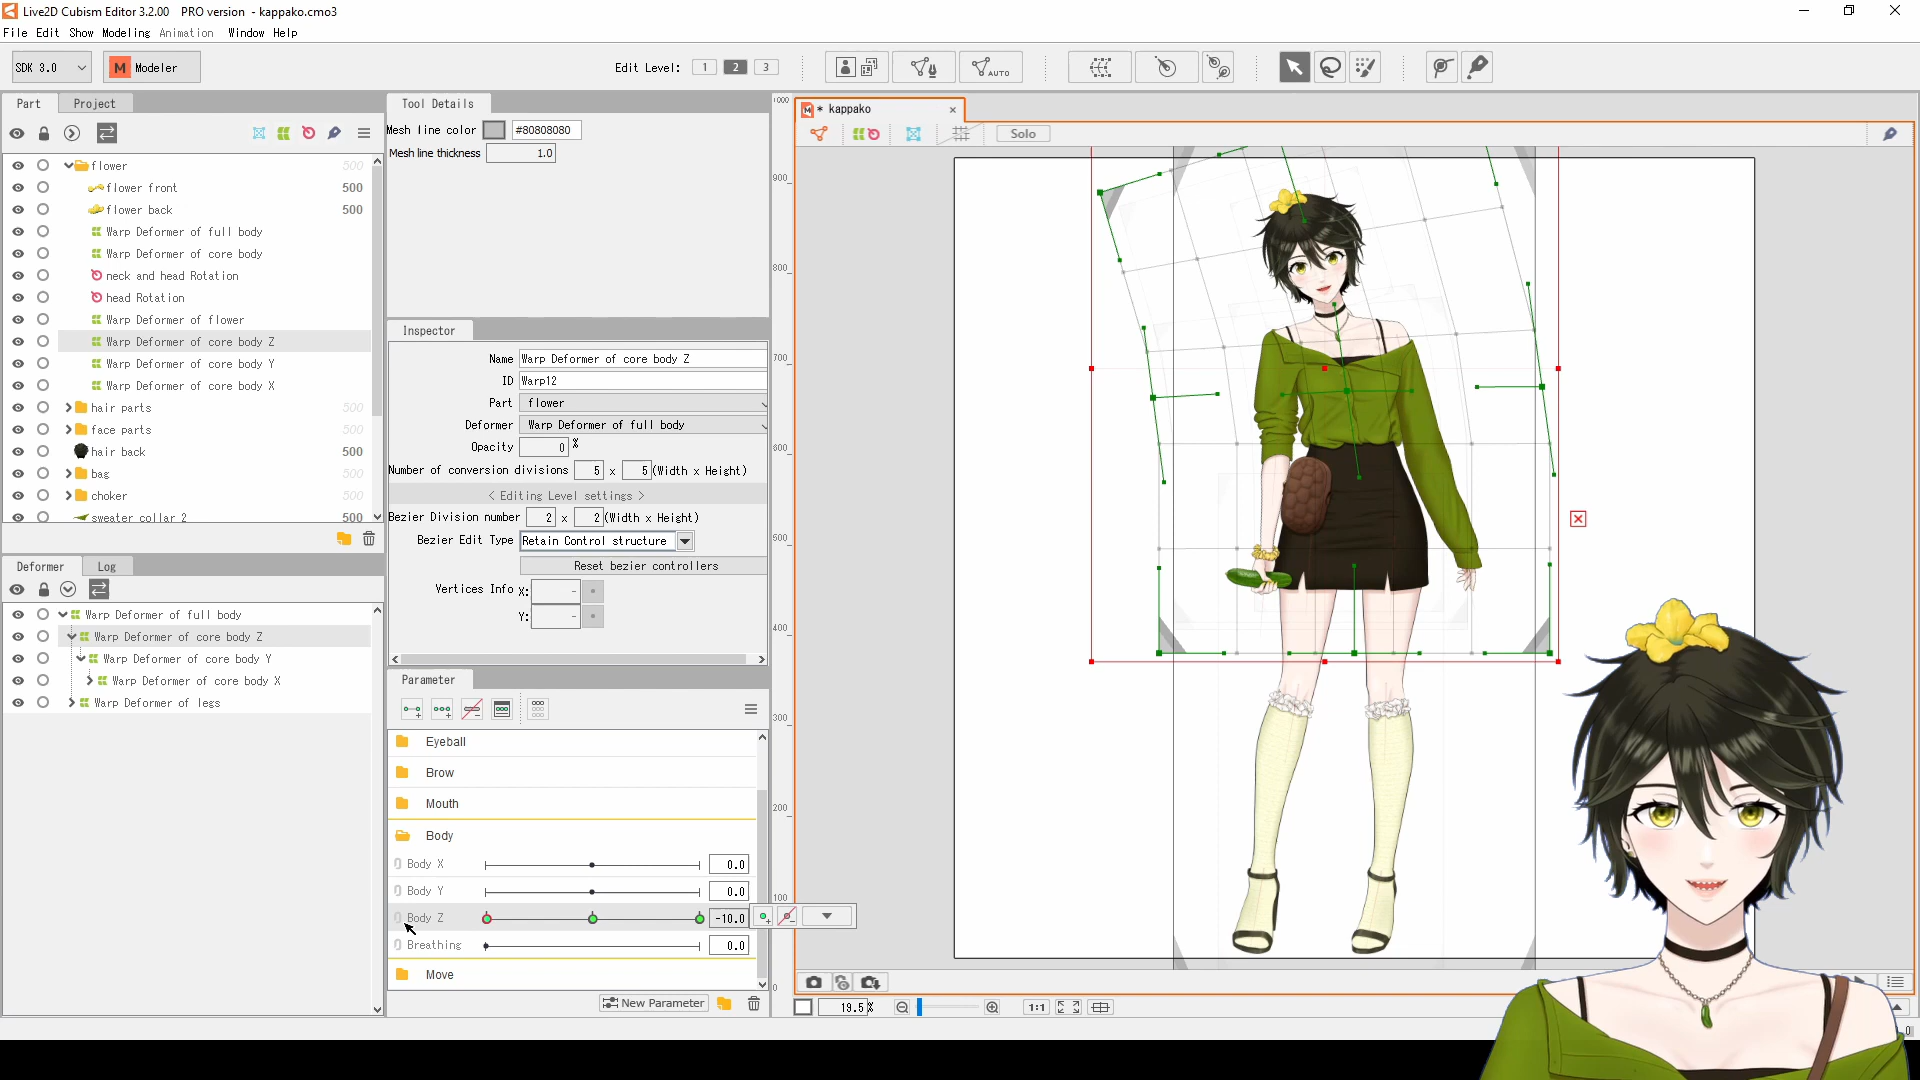 Live2D Cubism Editor 3.2.00 PRO version - kappako.cmo3
File Edit Show Modeling Animation Window Help
SDK 3.0
M Modeler
Edit Level: 1 2 3
AUTO
Part Project
flower 500
flower front 500
flower back 500
Warp Deformer of full body
Warp Deformer of core body
neck and head Rotation
head Rotation
Warp Deformer of flower
Warp Deformer of core body Z
Warp Deformer of core body Y
Warp Deformer of core body X
hair parts 500
face parts 500
hair back 500
bag 500
choker 500
sweater collar 2 500
Deformer Log
Warp Deformer of full body
Warp Deformer of core body Z
Warp Deformer of core body Y
Warp Deformer of core body X
Warp Deformer of legs
Tool Details
Mesh line color #80808080
Mesh line thickness 1.0
Inspector
Name Warp Deformer of core body Z
ID Warp12
Part flower
Deformer Warp Deformer of full body
Opacity 0 %
Number of conversion divisions 5 x 5 (Width x Height)
< Editing Level settings >
Bezier Division number 2 x 2 (Width x Height)
Bezier Edit Type Retain Control structure
Reset bezier controllers
Vertices Info X: -
Y: -
Parameter
Eyeball
Brow
Mouth
Body
Body X 0.0
Body Y 0.0
Body Z -10.0
Breathing 0.0
Move
New Parameter
* kappako
Solo
1000
900
800
700
600
500
400
300
200
100
0
19.5%
1:1